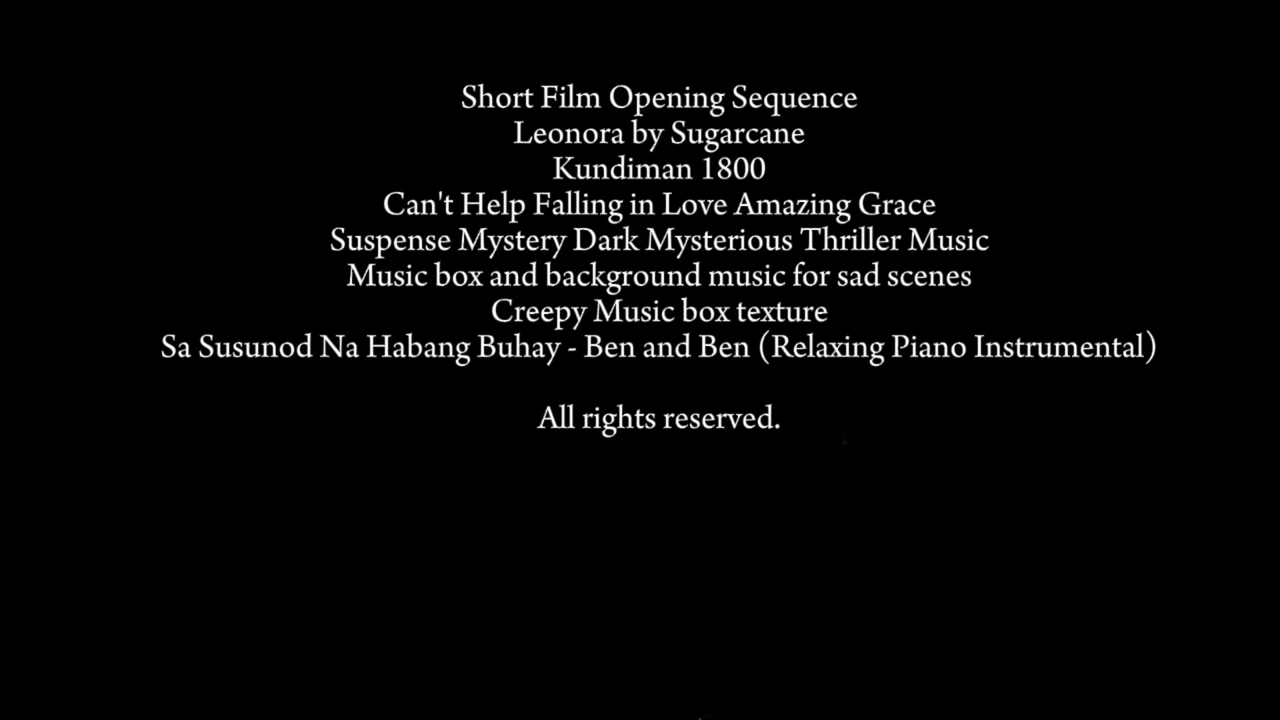 Short Film Opening Sequence
Leonora by Sugarcane
Kundiman 1800
Can't Help Falling in Love Amazing Grace
Suspense Mystery Dark Mysterious Thriller Music
Music box and background music for sad scenes
Creepy Music box texture
Sa Susunod Na Habang Buhay - Ben and Ben (Relaxing Piano Instrumental)
All rights reserved.